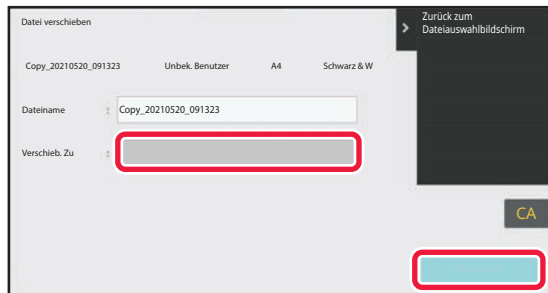 Datei verschieben
Zurück zum
Dateiauswahlbildschirm
Copy_20210520_091323 Unbek. Benutzer A4 Schwarz & W
Dateiname : Copy_20210520_091323
Verschieb. Zu :
CA